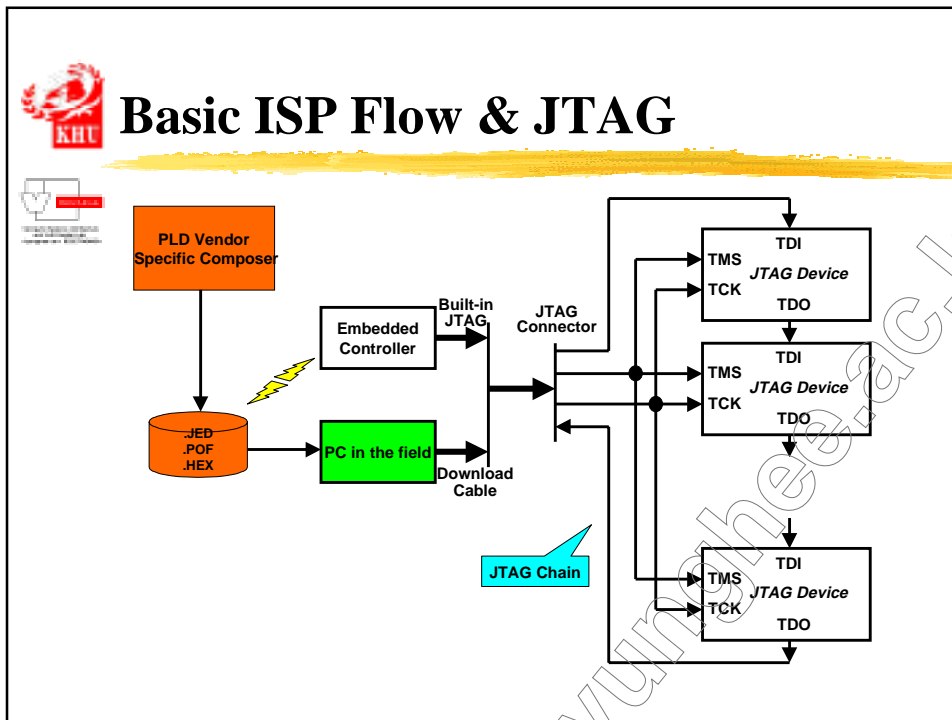 Basic ISP Flow & JTAG
KHU
PLD Vendor
Specific Composer
.JED
.POF
.HEX
Embedded
Controller
PC in the field
Built-in
JTAG
Download
Cable
JTAG
Connector
JTAG Chain
TDI
TMS
JTAG Device
TCK
TDO
TDI
TMS
JTAG Device
TCK
TDO
TDI
TMS
JTAG Device
TCK
TDO
yunghee.ac.